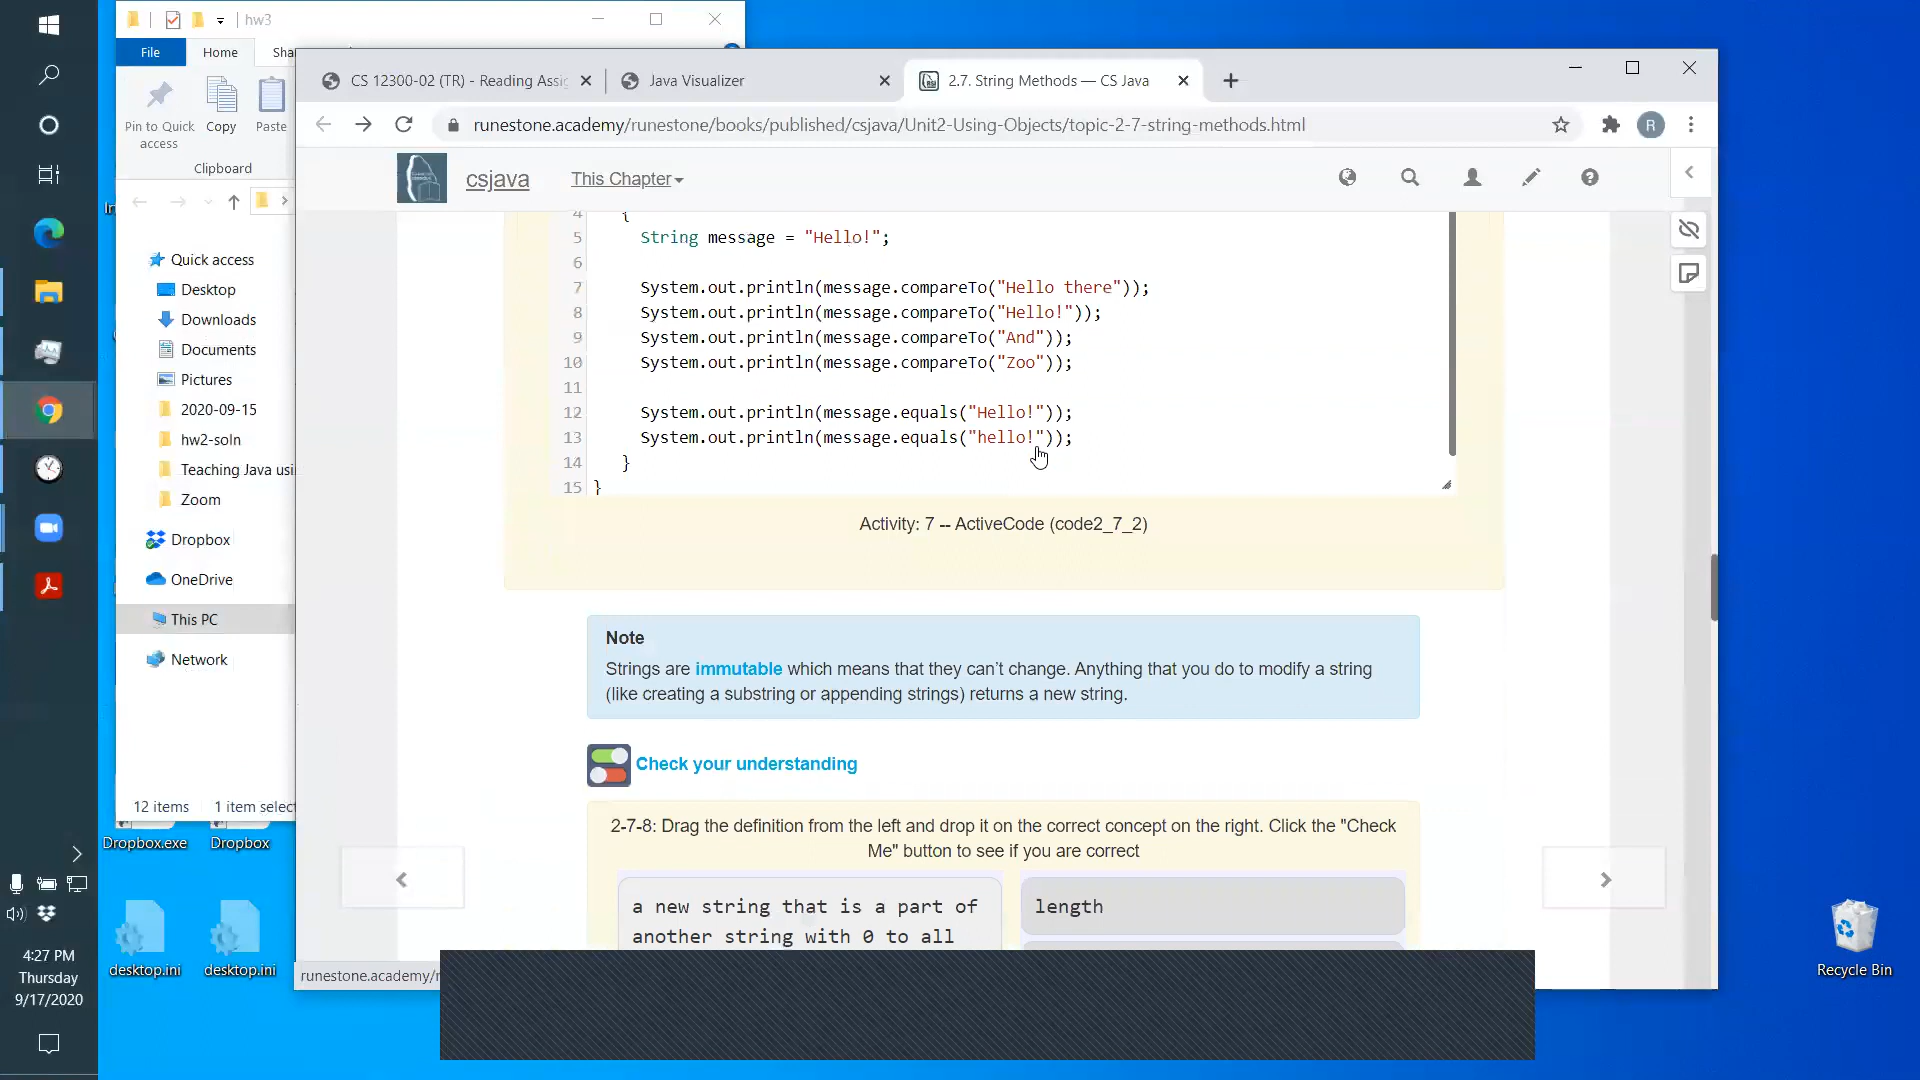 hw3
File
Home
Sha
Pin to Quick access
Copy
Paste
Clipboard
Quick access
Desktop
Downloads
Documents
Pictures
2020-09-15
hw2-soln
Teaching Java usi
Zoom
Dropbox
OneDrive
This PC
Network
12 items
1 item select
CS 12300-02 (TR) - Reading Assig
Java Visualizer
2.7. String Methods — CS Java
runestone.academy/runestone/books/published/csjava/Unit2-Using-Objects/topic-2-7-string-methods.html
R
csjava
This Chapter
4 {
5 String message = "Hello!";
6
7 System.out.println(message.compareTo("Hello there"));
8 System.out.println(message.compareTo("Hello!"));
9 System.out.println(message.compareTo("And"));
10 System.out.println(message.compareTo("Zoo"));
11
12 System.out.println(message.equals("Hello!"));
13 System.out.println(message.equals("hello!"));
14 }
15 }
Activity: 7 -- ActiveCode (code2_7_2)
Note
Strings are immutable which means that they can't change. Anything that you do to modify a string
(like creating a substring or appending strings) returns a new string.
Check your understanding
2-7-8: Drag the definition from the left and drop it on the correct concept on the right. Click the "Check
Me" button to see if you are correct
a new string that is a part of
another string with 0 to all
length
runestone.academy/r
Dropbox.exe
Dropbox
desktop.ini
desktop.ini
Recycle Bin
4:27 PM
Thursday
9/17/2020